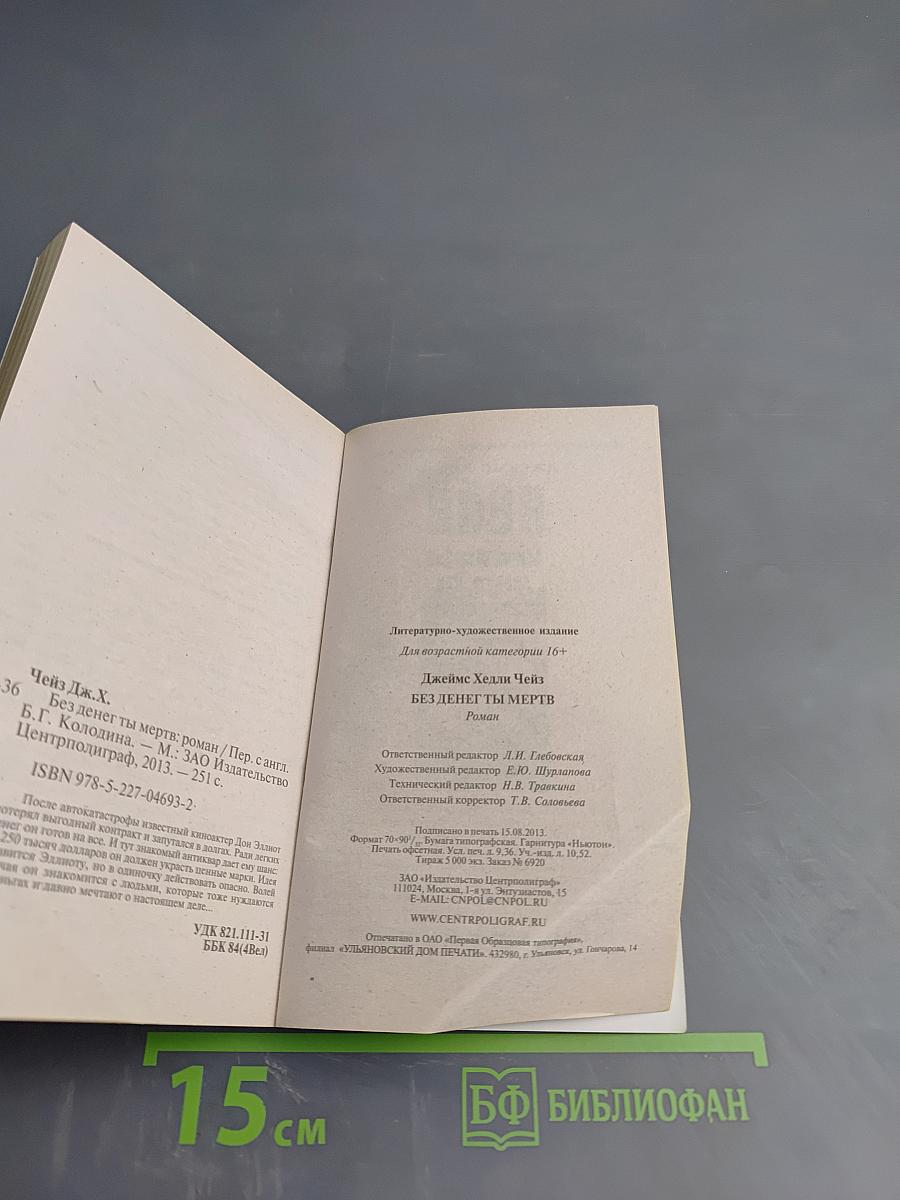 Чейз Дж.Х.
36 Без денег ты мертв: роман / Пер. с англ.
Б.Г. Колодина. — М.: ЗАО Издательство
Центрполиграф, 2013. — 251 с.
ISBN 978-5-227-04693-2
После автокатастрофы известный киноактер Дон Эллиот
потерял выгодный контракт и запутался в долгах. Ради легких
денег он готов на все. И тут знакомый антиквар дает ему шанс:
250 тысяч долларов он должен украсть ценные марки. Идея
Эллиоту, но в одиночку действовать опасно. Волей
он знакомится с людьми, которые тоже нуждаются
и давно мечтают о настоящем деле...
УДК 821.111-31
ББК 84(4Вел)
Литературно-художественное издание
Для возрастной категории 16+
Джеймс Хедли Чейз
БЕЗ ДЕНЕГ ТЫ МЕРТВ
Роман
Ответственный редактор Л.И. Глебовская
Художественный редактор Е.Ю. Шурлапова
Технический редактор Н.В. Травкина
Ответственный корректор Т.В. Соловьева
Подписано в печать 15.08.2013.
Формат 70×90 1/32. Бумага типографская. Гарнитура «Ньютон».
Печать офсетная. Усл. печ. л. 9,36. Уч.-изд. л. 10,52.
Тираж 5 000 экз. Заказ № 6920
ЗАО «Издательство Центрполиграф»
111024, Москва, 1-я ул. Энтузиастов, 15
E-MAIL: CNPOL@CNPOL.RU
WWW.CENTRPOLIGRAF.RU
Отпечатано в ОАО «Первая Образцовая типография»,
филиал «УЛЬЯНОВСКИЙ ДОМ ПЕЧАТИ». 432980, г. Ульяновск, ул. Гончарова, 14
15 см
БФ БИБЛИОФАН